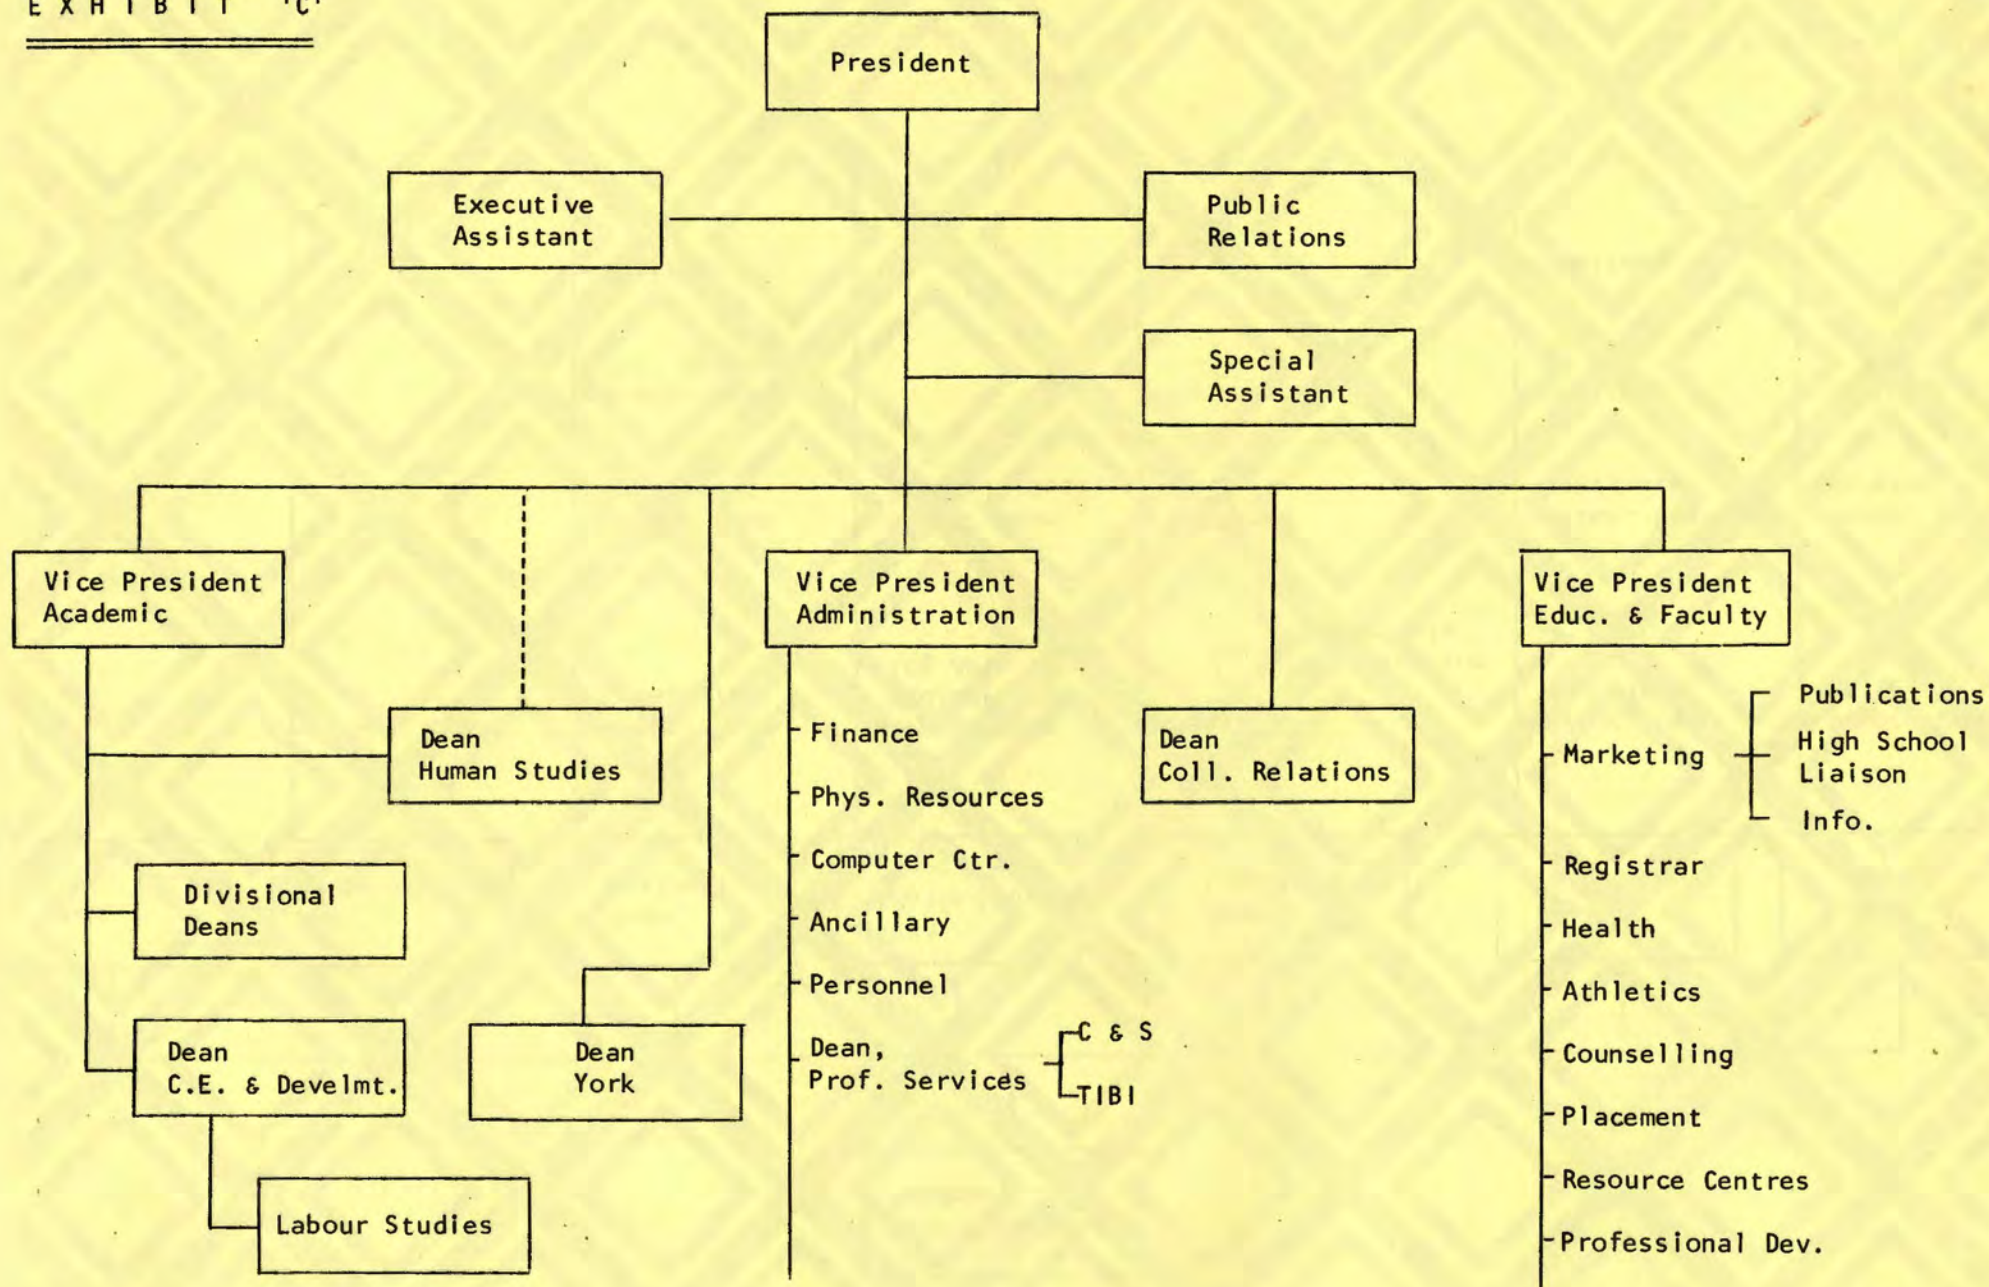 EXHIBIT 'C'
President
Executive
Assistant
Public
Relations
Special
Assistant
Vice President
Academic
Vice President
Administration
Vice President
Educ. & Faculty
Dean
Human Studies
Divisional
Deans
Dean
C.E. & Develmt.
Labour Studies
Dean
York
Finance
Phys. Resources
Computer Ctr.
Ancillary
Personnel
Dean,
Prof. Services
C & S
TIBI
Dean
Coll. Relations
Marketing
Publications
High School
Liaison
Info.
Registrar
Health
Athletics
Counselling
Placement
Resource Centres
Professional Dev.